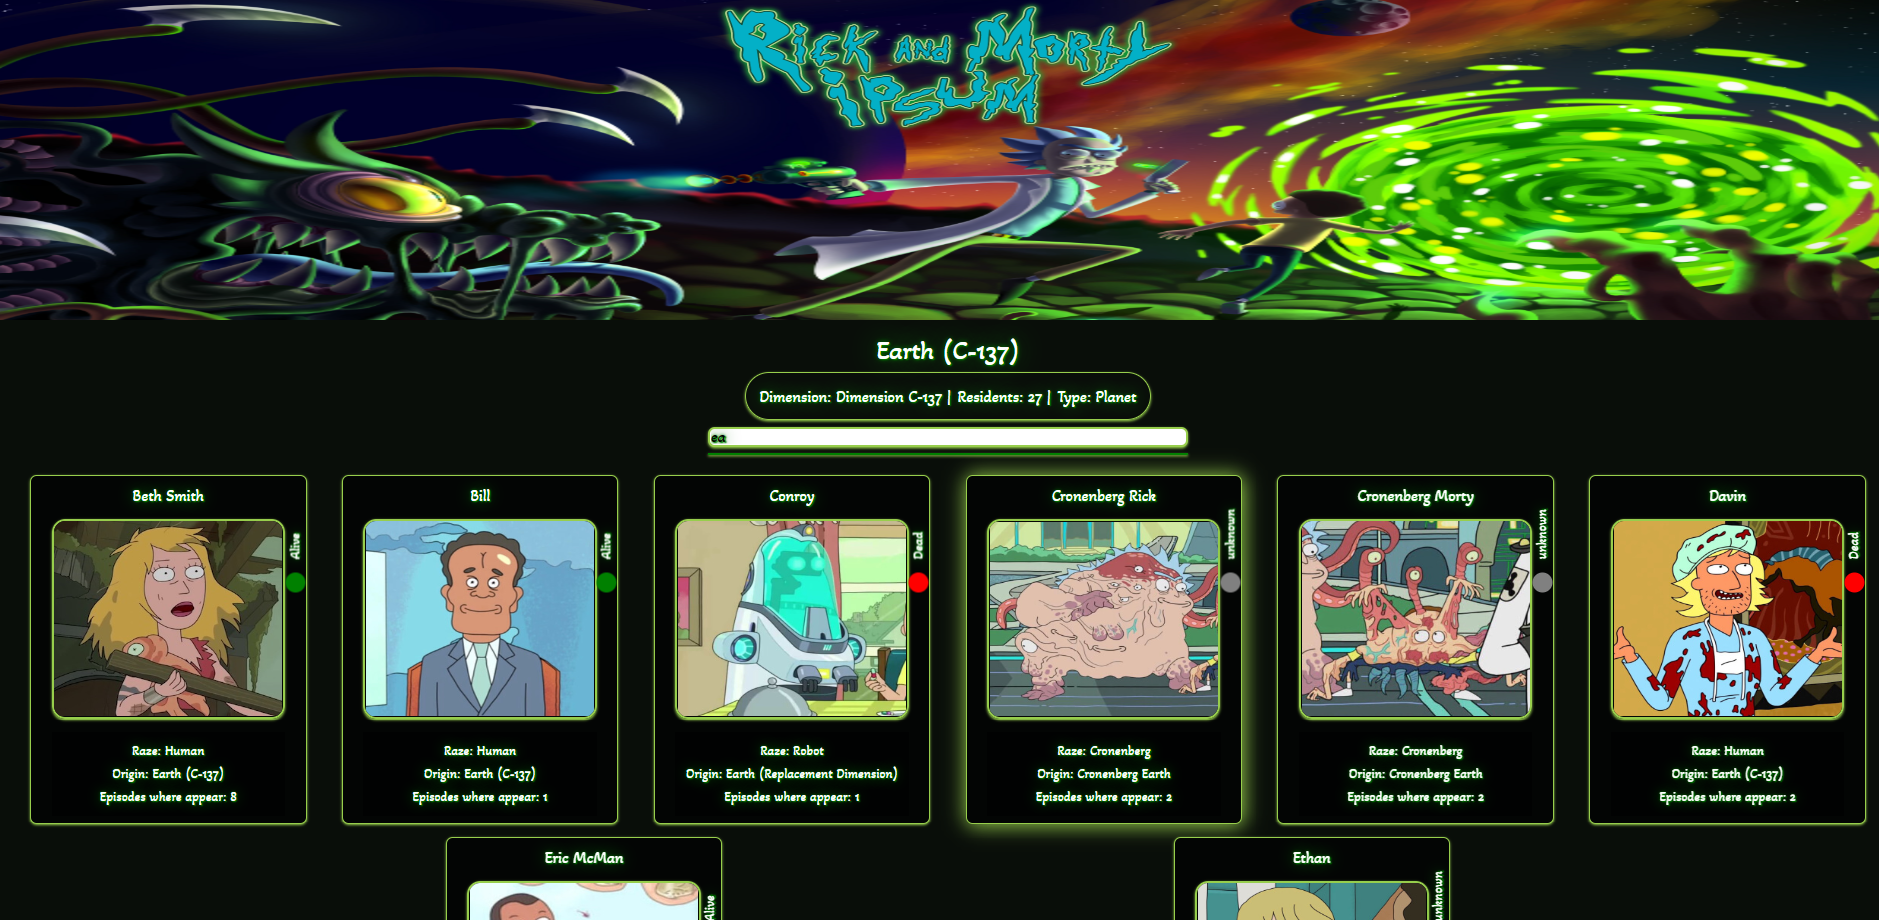 Rick and Morty
ipsum
Earth (C-137)
Dimension: Dimension C-137 | Residents: 27 | Type: Planet
ea
Beth Smith
Alive
Raze: Human
Origin: Earth (C-137)
Episodes where appear: 8
Bill
Alive
Raze: Human
Origin: Earth (C-137)
Episodes where appear: 1
Conroy
Dead
Raze: Robot
Origin: Earth (Replacement Dimension)
Episodes where appear: 1
Cronenberg Rick
unknown
Raze: Cronenberg
Origin: Cronenberg Earth
Episodes where appear: 2
Cronenberg Morty
unknown
Raze: Cronenberg
Origin: Cronenberg Earth
Episodes where appear: 2
Davin
Dead
Raze: Human
Origin: Earth (C-137)
Episodes where appear: 2
Eric McMan
Alive
Ethan
unknown